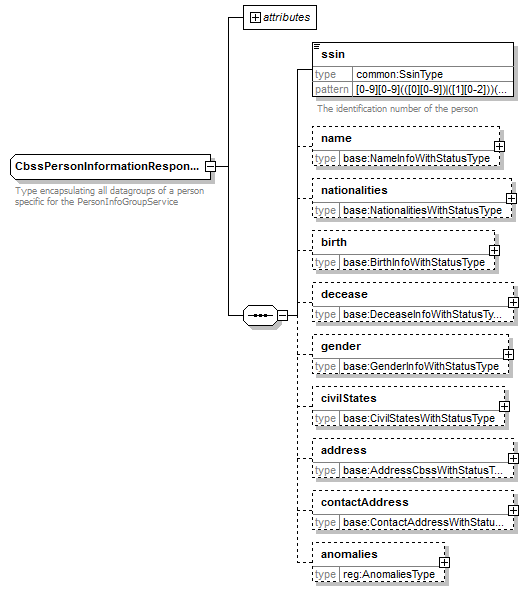 attributes
ssin
type common:SsinType
pattern [0-9][0-9](([0][0-9])|([1][0-2]))(...
The identification number of the person
name
type base:NameInfoWithStatusType
CbssPersonInformationRespon...
Type encapsulating all datagroups of a person
specific for the PersonInfoGroupService
nationalities
type base:NationalitiesWithStatusType
birth
type base:BirthInfoWithStatusType
decease
type base:DeceaseInfoWithStatusTy...
gender
type base:GenderInfoWithStatusType
civilStates
type base:CivilStatesWithStatusType
address
type base:AddressCbssWithStatusT...
contactAddress
type base:ContactAddressWithStatu...
anomalies
type reg:AnomaliesType